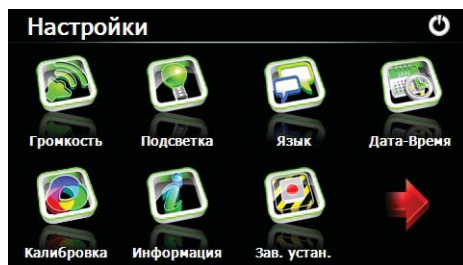 Настройки
Громкость Подсветка Язык Дата-Время
Калибровка Информация Зав. устан.